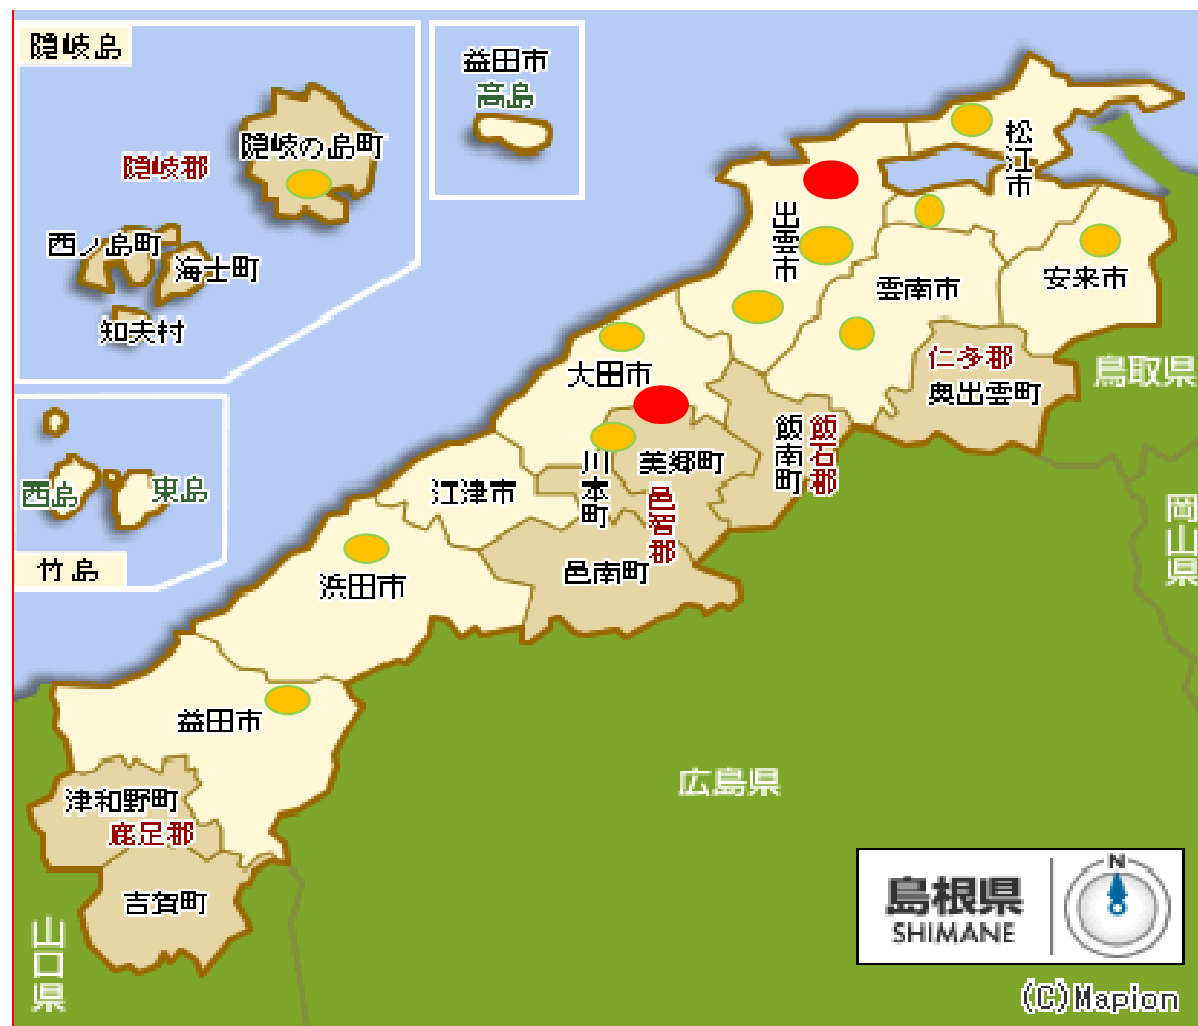 隠岐島
隠岐の島町
隠岐郡
西ノ島町
海士町
知夫村
益田市
高島
西島
東島
竹島
松江市
出雲市
安来市
雲南市
仁多郡
奥出雲町
鳥取県
大田市
飯南町
飯石郡
美郷町
川本町
邑智郡
江津市
邑南町
浜田市
岡山県
益田市
広島県
津和野町
鹿足郡
吉賀町
山口県
島根県
SHIMANE
N
(C)Mapion